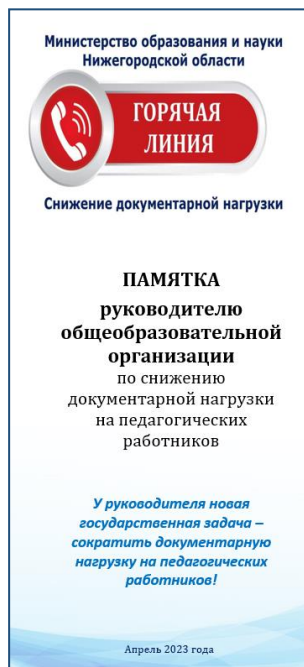 Министерство образования и науки
Нижегородской области
ГОРЯЧАЯ
ЛИНИЯ
Снижение документарной нагрузки
ПАМЯТКА
руководителю
общеобразовательной
организации
по снижению
документарной нагрузки
на педагогических
работников
У руководителя новая
государственная задача –
сократить документарную
нагрузку на педагогических
работников!
Апрель 2023 года